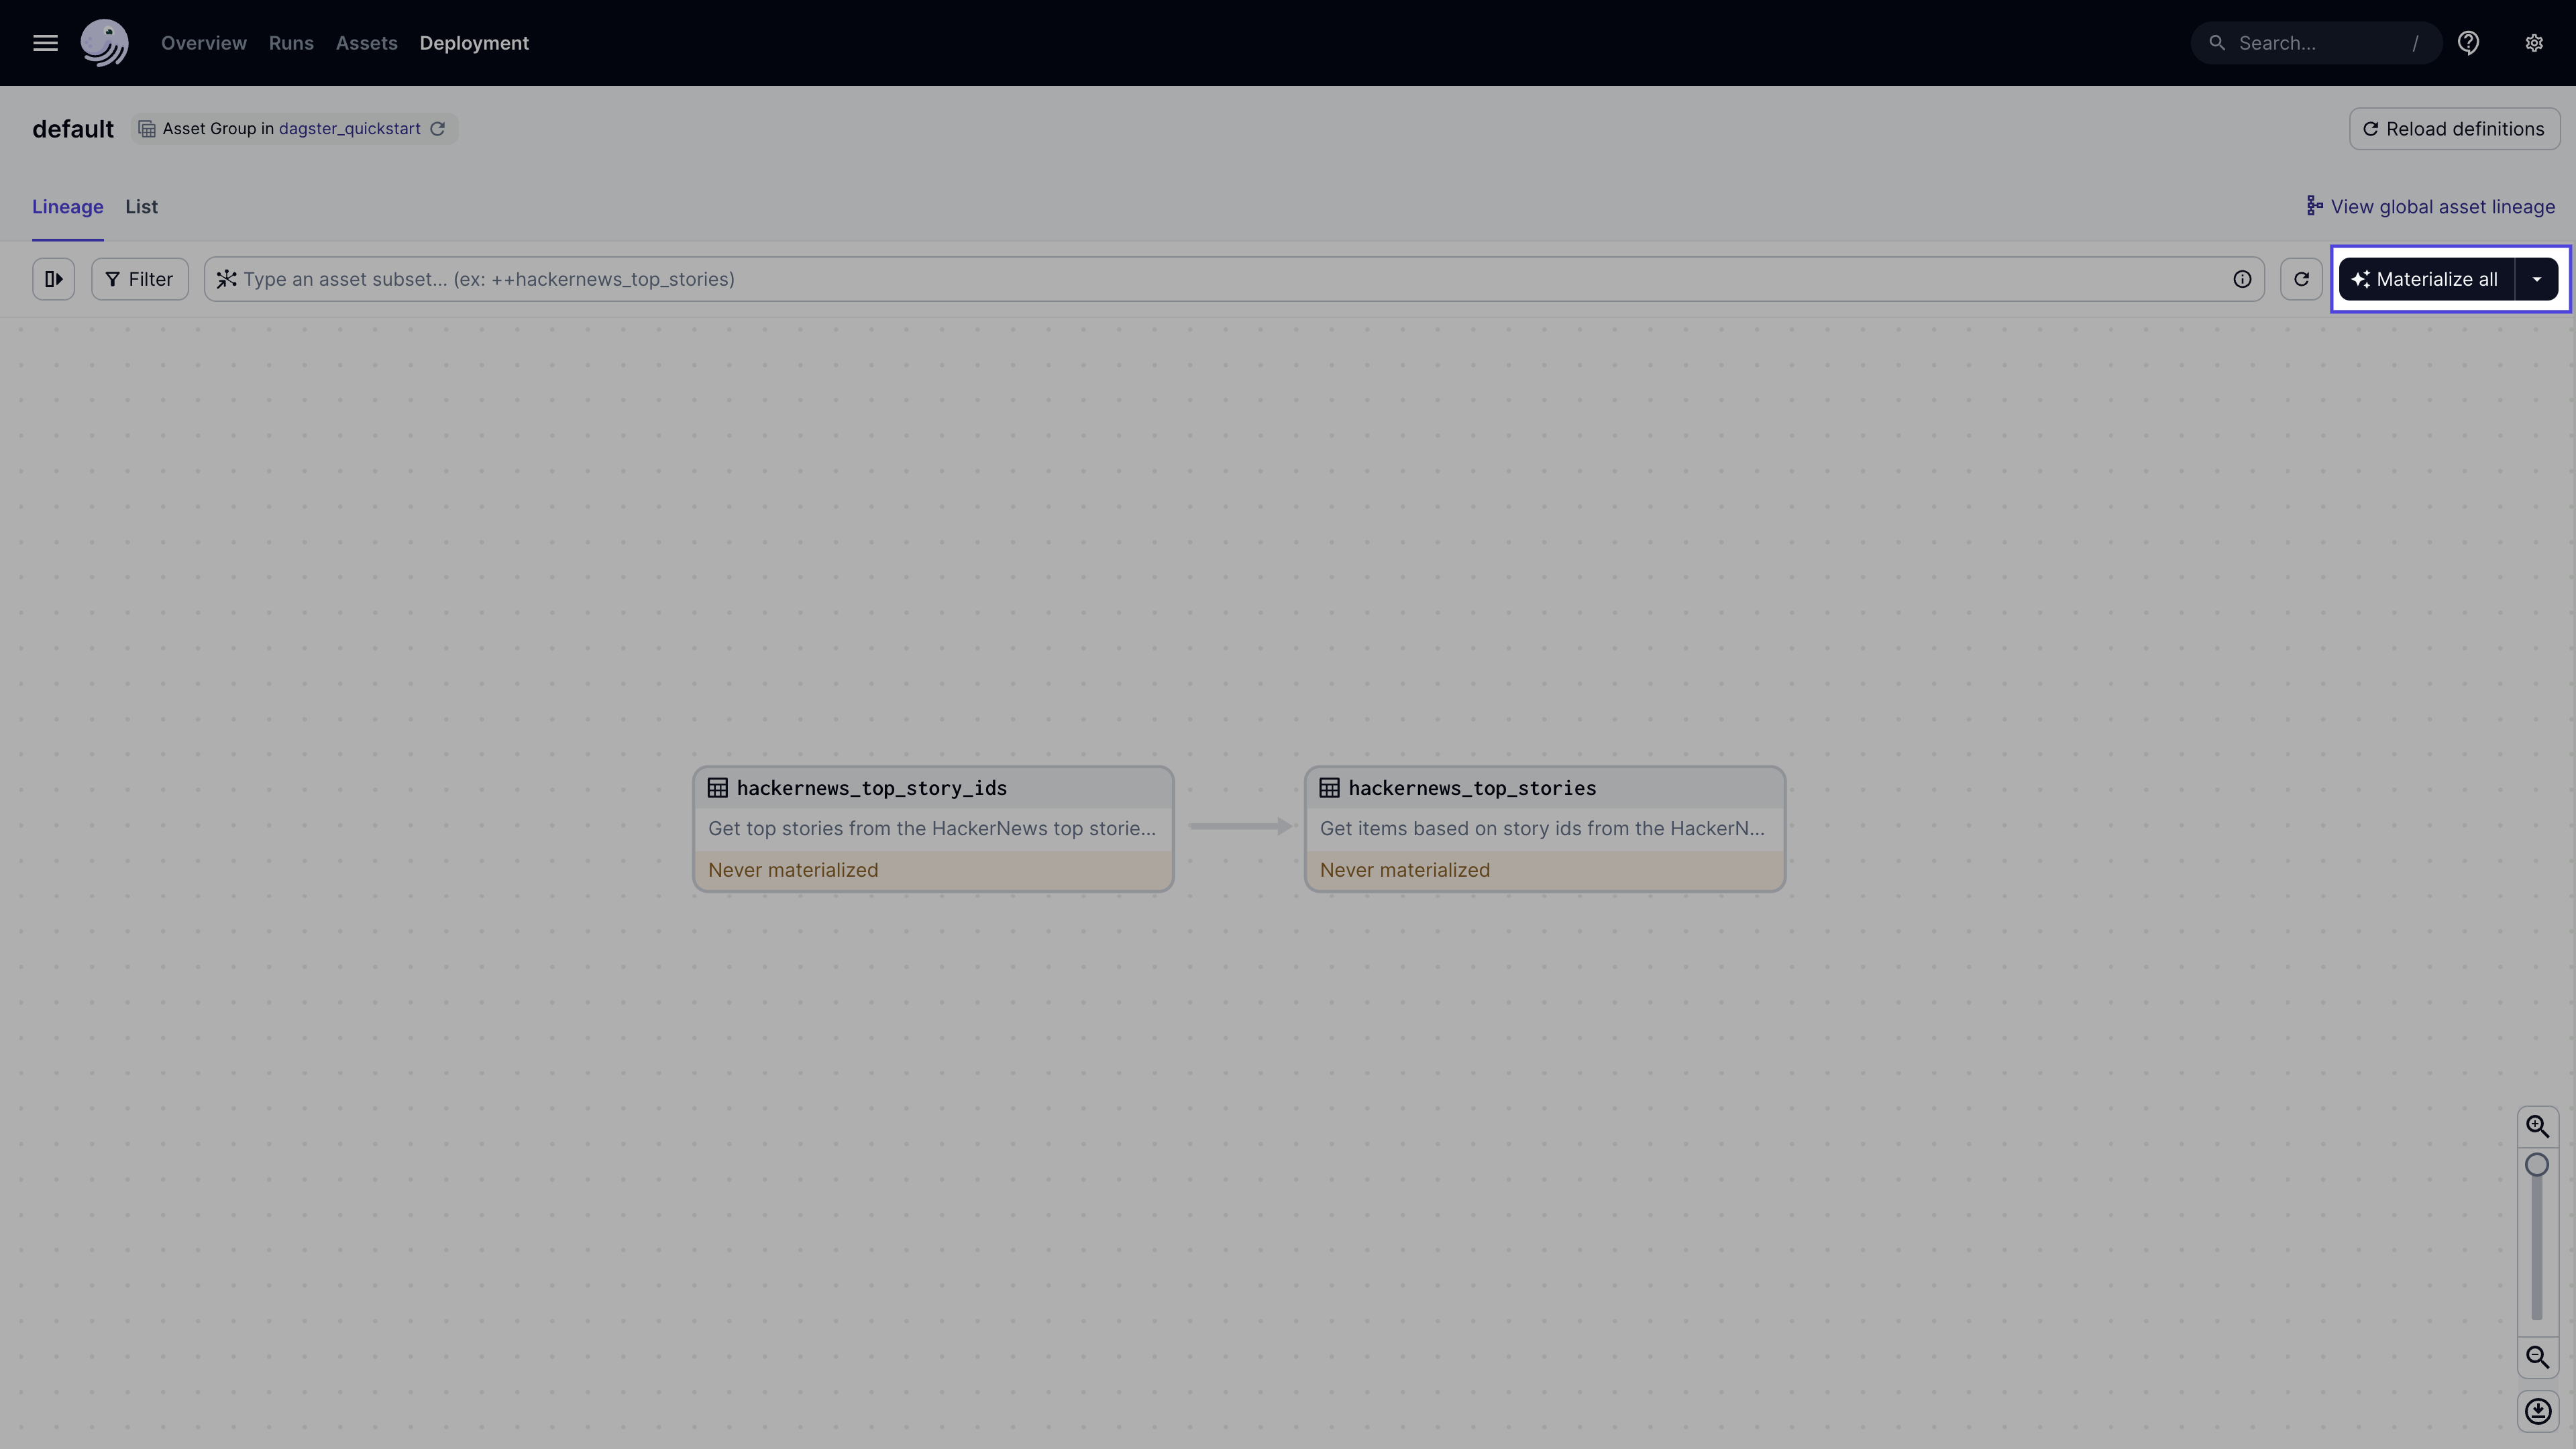 Overview Runs Assets Deployment Search... /
default Asset Group in dagster_quickstart Reload definitions
Lineage List View global asset lineage
Filter Type an asset subset... (ex: ++hackernews_top_stories) Materialize all
hackernews_top_story_ids
Get top stories from the HackerNews top storie...
Never materialized
hackernews_top_stories
Get items based on story ids from the HackerN...
Never materialized